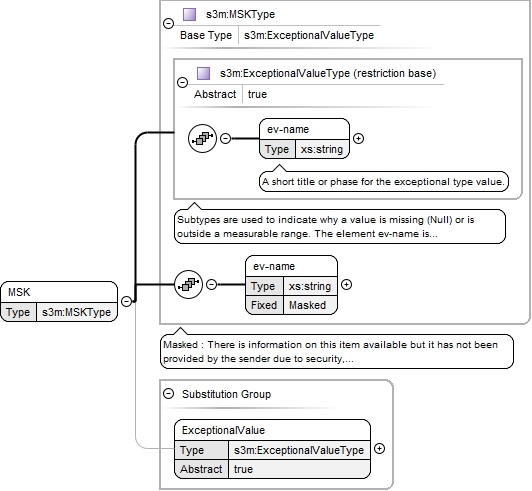 s3m:MSKType
Base Type s3m:ExceptionalValueType
s3m:ExceptionalValueType (restriction base)
Abstract true
ev-name
Type xs:string
A short title or phase for the exceptional type value.
Subtypes are used to indicate why a value is missing (Null) or is
outside a measurable range. The element ev-name is...
ev-name
Type xs:string
Fixed Masked
MSK
Type s3m:MSKType
Masked : There is information on this item available but it has not been
provided by the sender due to security,...
Substitution Group
ExceptionalValue
Type s3m:ExceptionalValueType
Abstract true